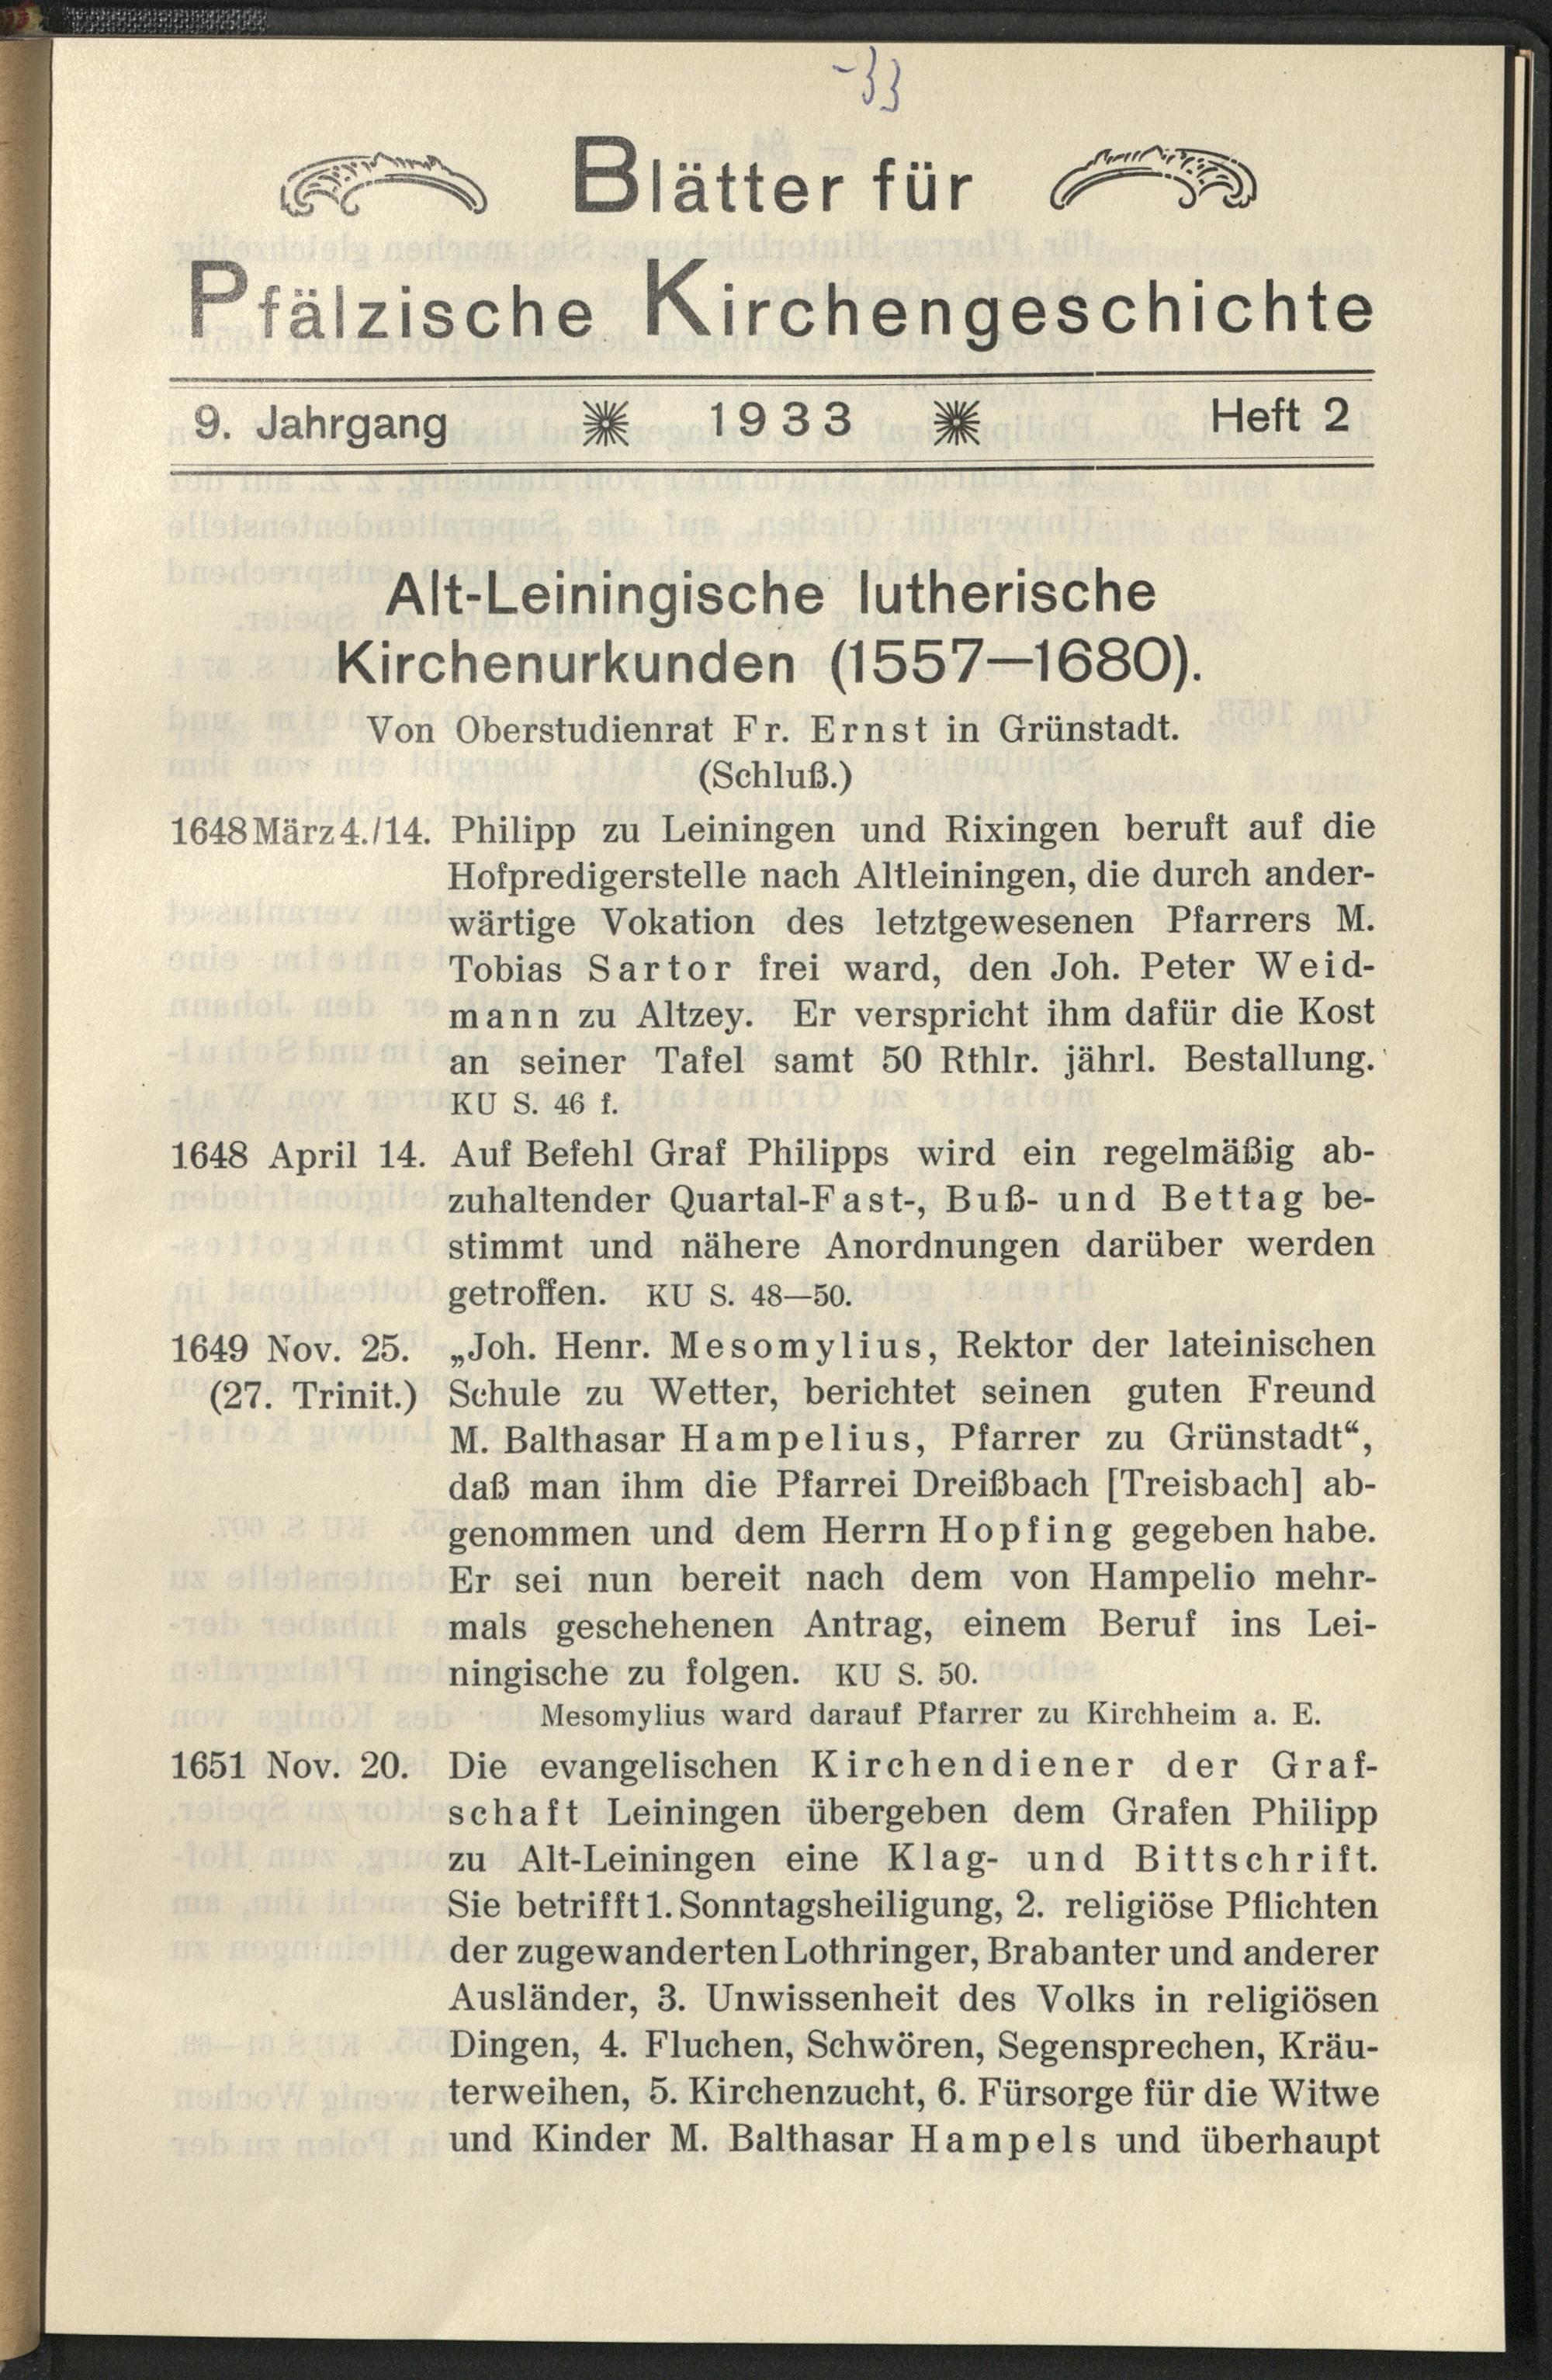 -33
Blätter für
Pfälzische Kirchengeschichte
9. Jahrgang 1933 Heft 2
Alt-Leiningische lutherische
Kirchenurkunden (1557—1680).
Von Oberstudienrat Fr. Ernst in Grünstadt.
(Schluß.)
1648 März 4./14. Philipp zu Leiningen und Rixingen beruft auf die
Hofpredigerstelle nach Altleiningen, die durch ander-
wärtige Vokation des letztgewesenen Pfarrers M.
Tobias Sartor frei ward, den Joh. Peter Weid-
mann zu Altzey. Er verspricht ihm dafür die Kost
an seiner Tafel samt 50 Rthlr. jährl. Bestallung.
KU S. 46 f.
1648 April 14. Auf Befehl Graf Philipps wird ein regelmäßig ab-
zuhaltender Quartal-Fast-, Buß- und Bettag be-
stimmt und nähere Anordnungen darüber werden
getroffen. KU S. 48—50.
1649 Nov. 25. „Joh. Henr. Mesomylius, Rektor der lateinischen
(27. Trinit.) Schule zu Wetter, berichtet seinen guten Freund
M. Balthasar Hampelius, Pfarrer zu Grünstadt“,
daß man ihm die Pfarrei Dreißbach [Treisbach] ab-
genommen und dem Herrn Hopfing gegeben habe.
Er sei nun bereit nach dem von Hampelio mehr-
mals geschehenen Antrag, einem Beruf ins Lei-
ningische zu folgen. KU S. 50.
Mesomylius ward darauf Pfarrer zu Kirchheim a. E.
1651 Nov. 20. Die evangelischen Kirchendiener der Graf-
schaft Leiningen übergeben dem Grafen Philipp
zu Alt-Leiningen eine Klag- und Bittschrift.
Sie betrifft 1. Sonntagsheiligung, 2. religiöse Pflichten
der zugewanderten Lothringer, Brabanter und anderer
Ausländer, 3. Unwissenheit des Volks in religiösen
Dingen, 4. Fluchen, Schwören, Segensprechen, Kräu-
terweihen, 5. Kirchenzucht, 6. Fürsorge für die Witwe
und Kinder M. Balthasar Hampels und überhaupt